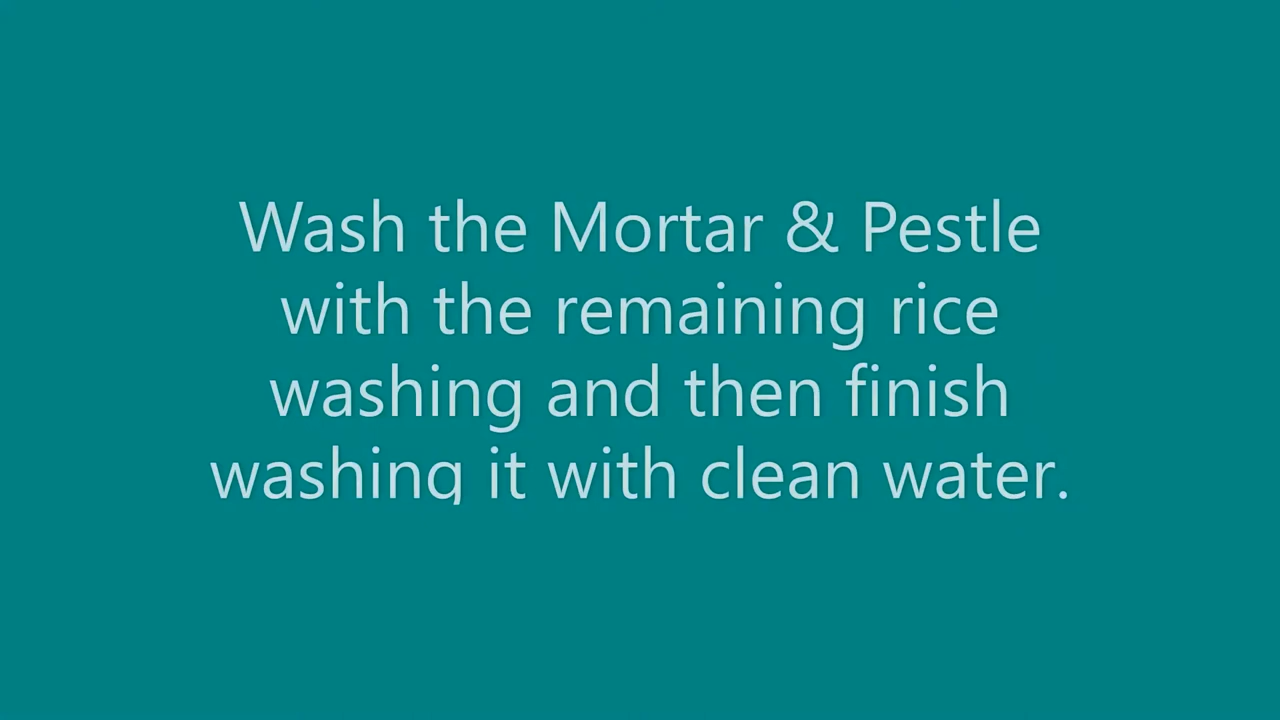 Wash the Mortar & Pestle
with the remaining rice
washing and then finish
washing it with clean water.